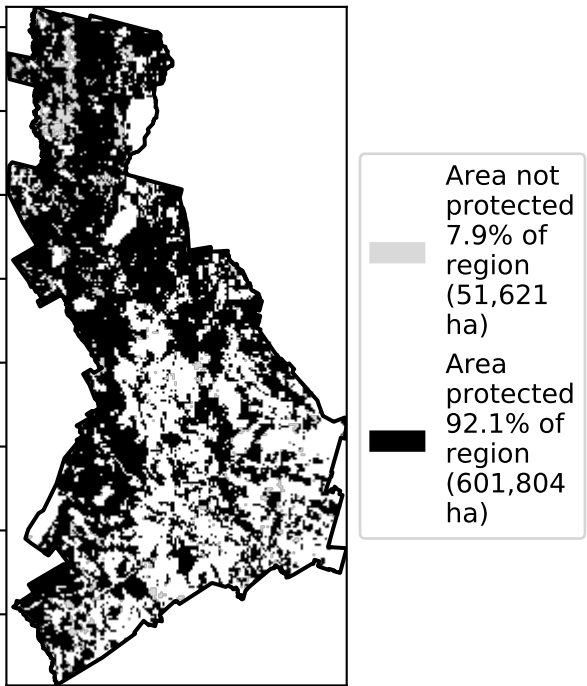 Area not
protected
7.9% of
region
(51,621
ha)
Area
protected
92.1% of
region
(601,804
ha)